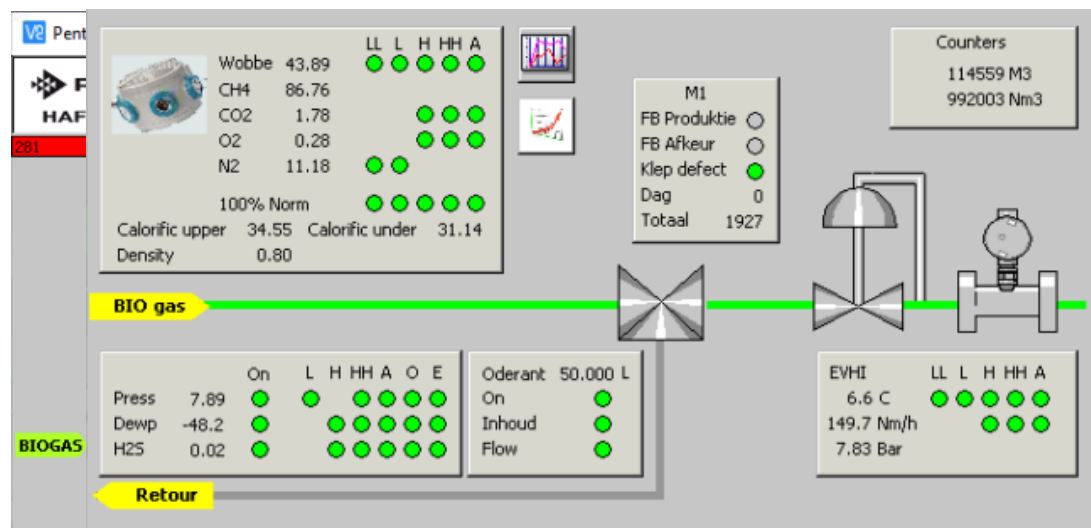 Pent
F
HAF
281
BIOGAS
LL L H HH A
Wobbe 43.89
CH4 86.76
CO2 1.78
O2 0.28
N2 11.18
100% Norm
Calorific upper 34.55 Calorific under 31.14
Density 0.80
M1
FB Produktie
FB Afkeur
Klep defect
Dag 0
Totaal 1927
Counters
114559 M3
992003 Nm3
BIO gas
On L H HH A O E
Press 7.89
Dewp -48.2
H2S 0.02
Oderant 50.000 L
On
Inhoud
Flow
EVHI LL L H HH A
6.6 C
149.7 Nm/h
7.83 Bar
Retour